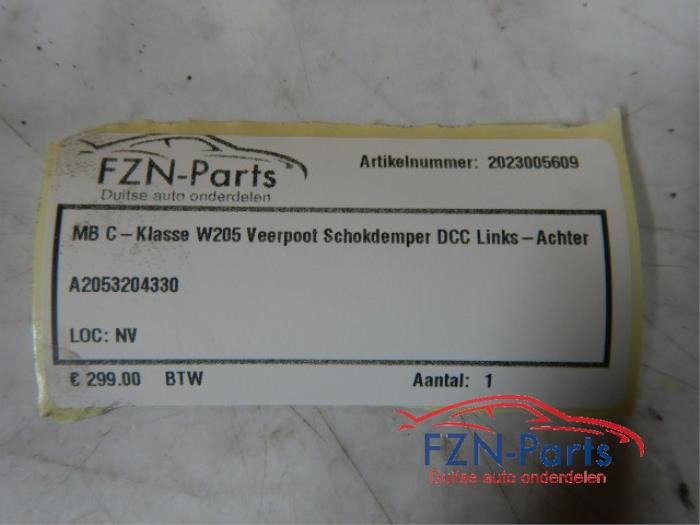 FZN-Parts
Duitse auto onderdelen
Artikelnummer: 2023005609
MB C-Klasse W205 Veerpoot Schokdemper DCC Links-Achter
A2053204330
LOC: NV
€ 299.00 BTW
Aantal: 1
FZN-Parts
Duitse auto onderdelen